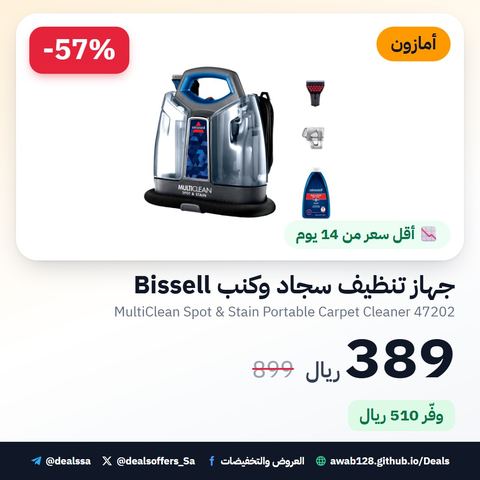 -57%
أمازون
BISSELL
MULTICLEAN
SPOT & STAIN
أقل سعر من 14 يوم
جهاز تنظيف سجاد وكنب Bissell
MultiClean Spot & Stain Portable Carpet Cleaner 47202
389 ريال 899
وفّر 510 ريال
@dealssa @dealsoffers_Sa العروض والتخفيضات awab128.github.io/Deals